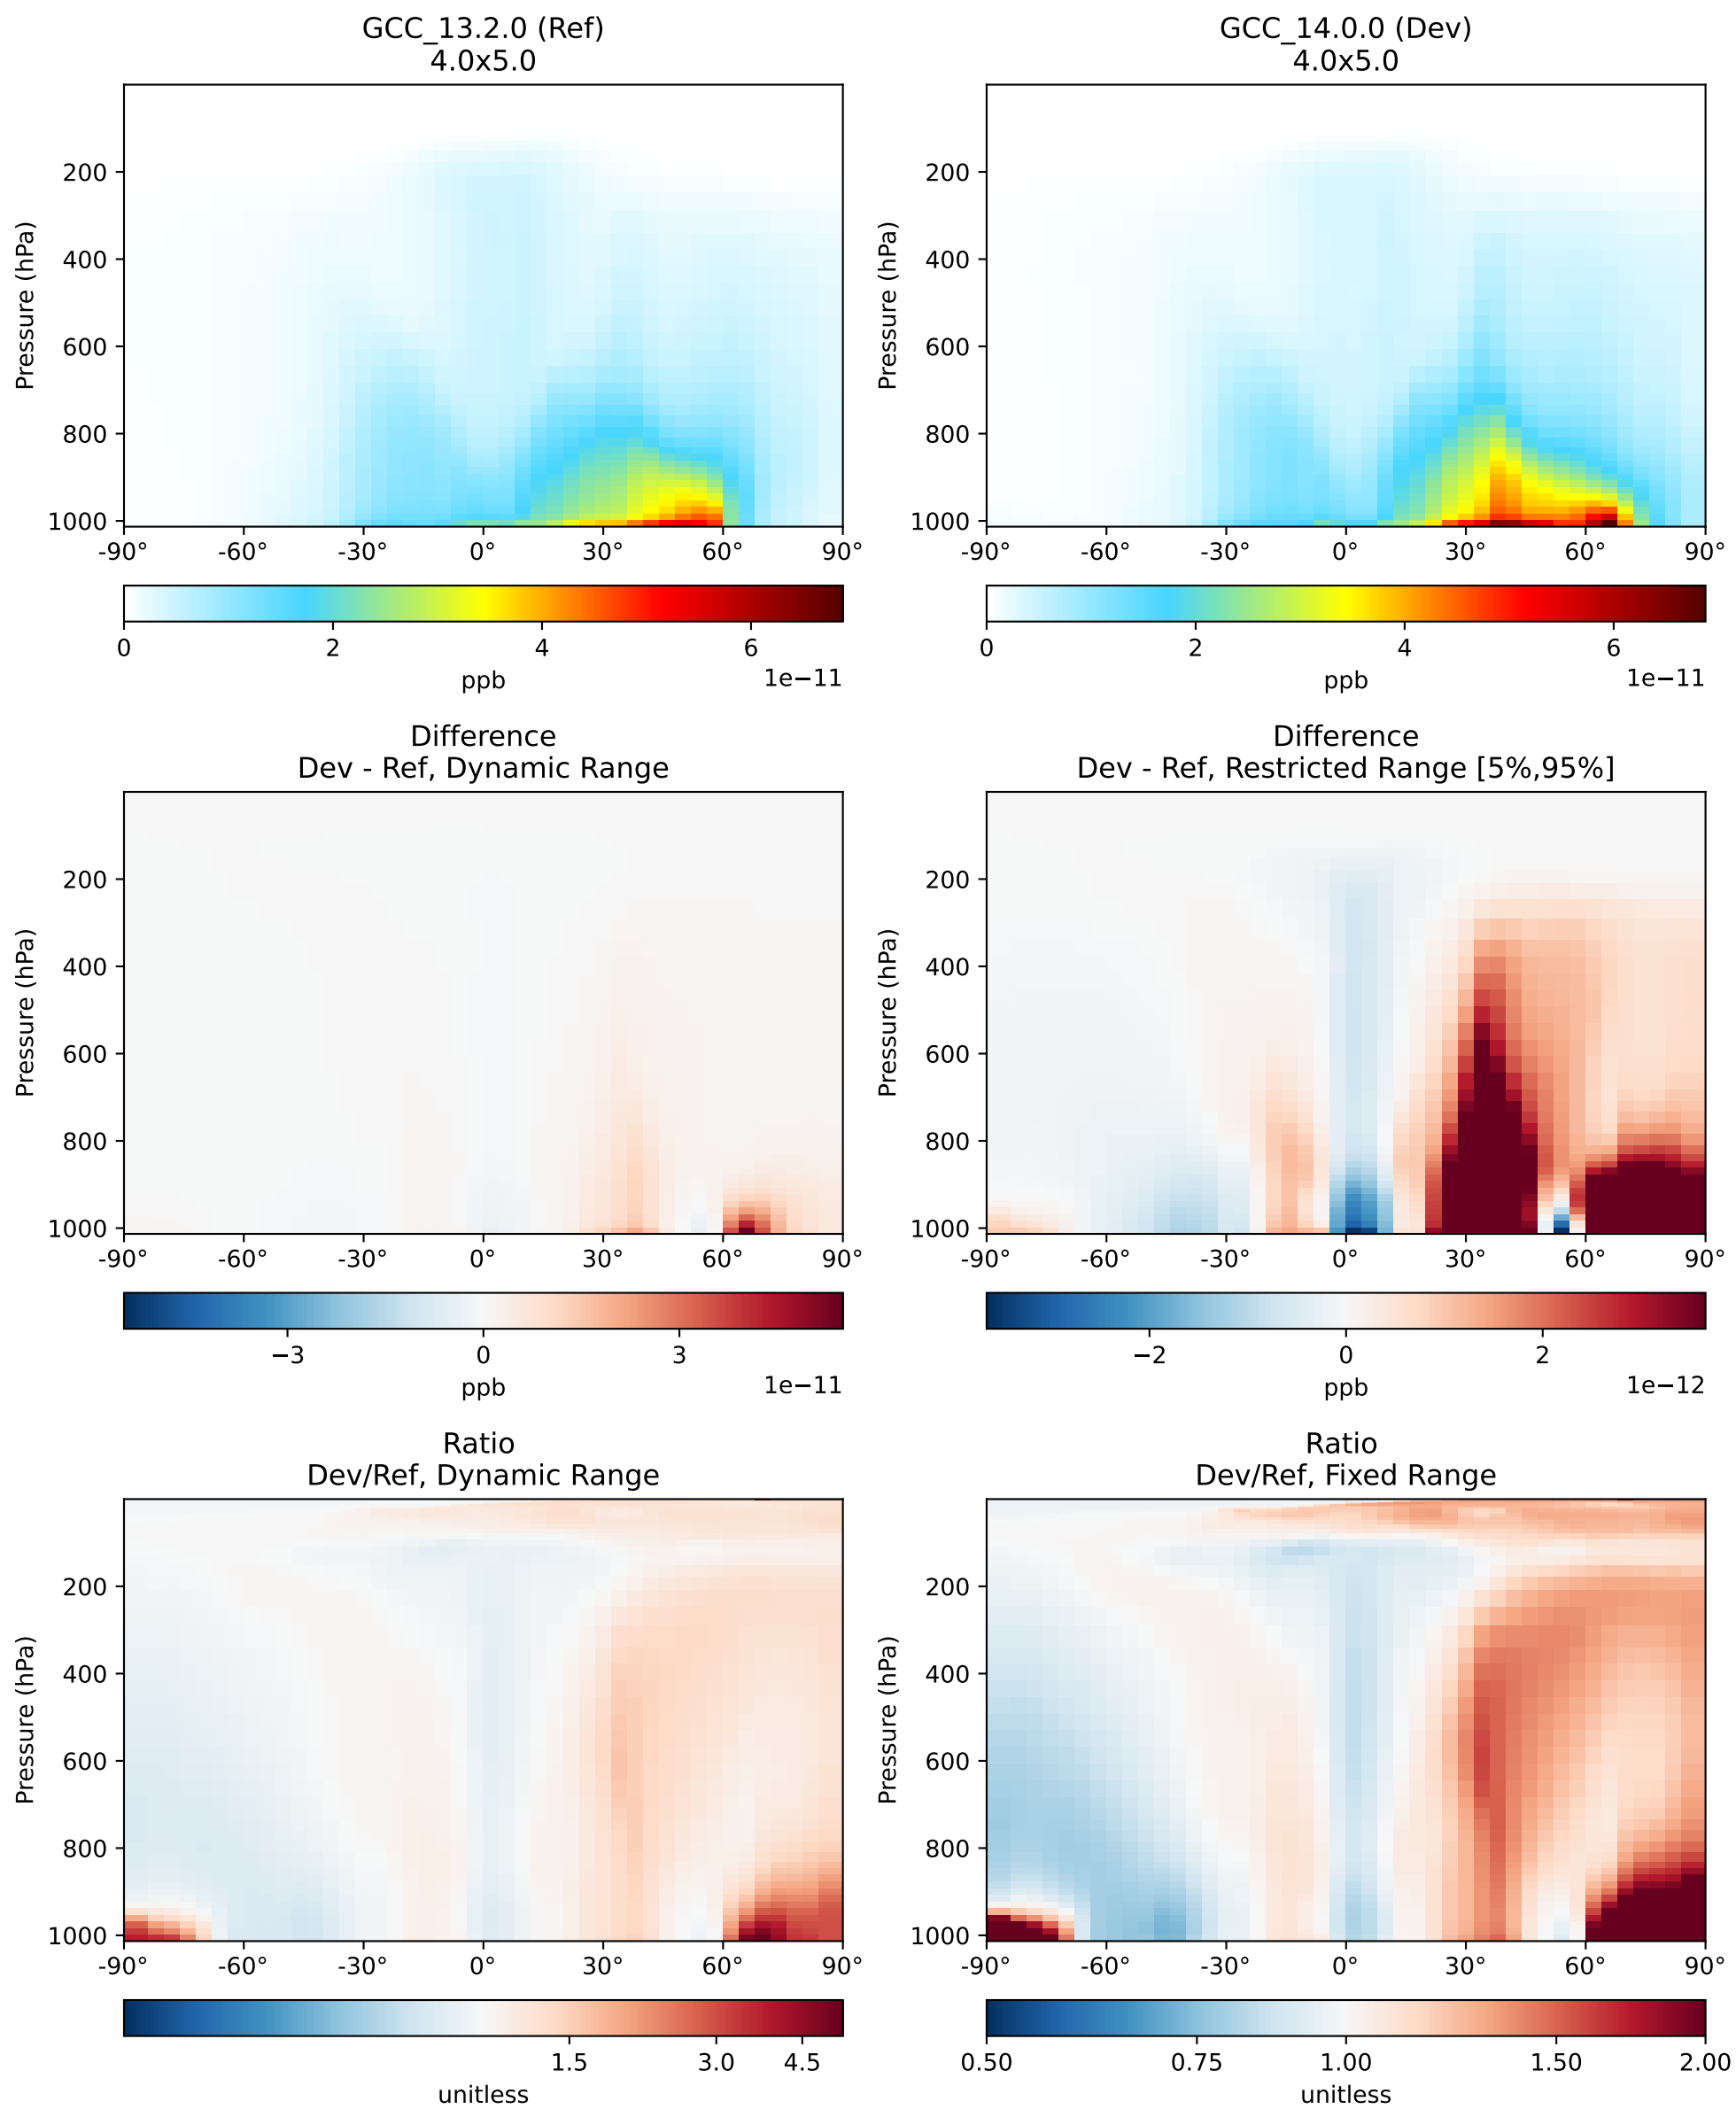 GCC_13.2.0 (Ref)
4.0x5.0
Pressure (hPa)
200
400
600
800
1000
-90° -60° -30° 0° 30° 60° 90°
0 2 4 6
1e−11
ppb
GCC_14.0.0 (Dev)
4.0x5.0
Pressure (hPa)
200
400
600
800
1000
-90° -60° -30° 0° 30° 60° 90°
0 2 4 6
1e−11
ppb
Difference
Dev - Ref, Dynamic Range
Pressure (hPa)
200
400
600
800
1000
-90° -60° -30° 0° 30° 60° 90°
−3 0 3
1e−11
ppb
Difference
Dev - Ref, Restricted Range [5%,95%]
Pressure (hPa)
200
400
600
800
1000
-90° -60° -30° 0° 30° 60° 90°
−2 0 2
1e−12
ppb
Ratio
Dev/Ref, Dynamic Range
Pressure (hPa)
200
400
600
800
1000
-90° -60° -30° 0° 30° 60° 90°
1.5 3.0 4.5
unitless
Ratio
Dev/Ref, Fixed Range
Pressure (hPa)
200
400
600
800
1000
-90° -60° -30° 0° 30° 60° 90°
0.50 0.75 1.00 1.50 2.00
unitless